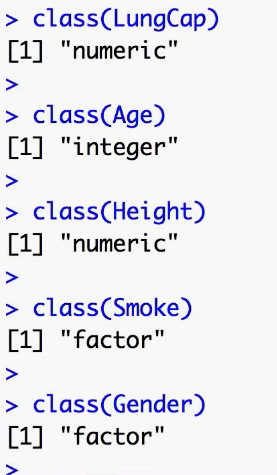 > class(LungCap)
[1] "numeric"
>
> class(Age)
[1] "integer"
>
> class(Height)
[1] "numeric"
>
> class(Smoke)
[1] "factor"
>
> class(Gender)
[1] "factor"
>